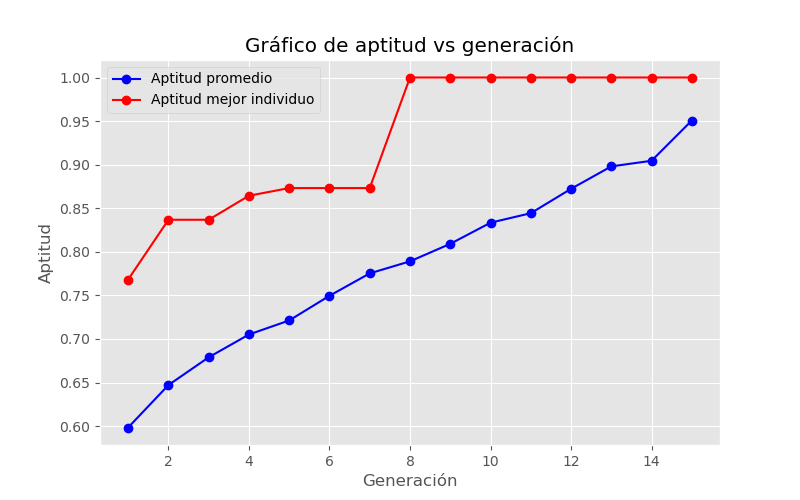 Gráfico de aptitud vs generación
Aptitud promedio
Aptitud mejor individuo
1.00
0.95
0.90
0.85
0.80
0.75
0.70
0.65
0.60
Aptitud
2 4 6 8 10 12 14
Generación